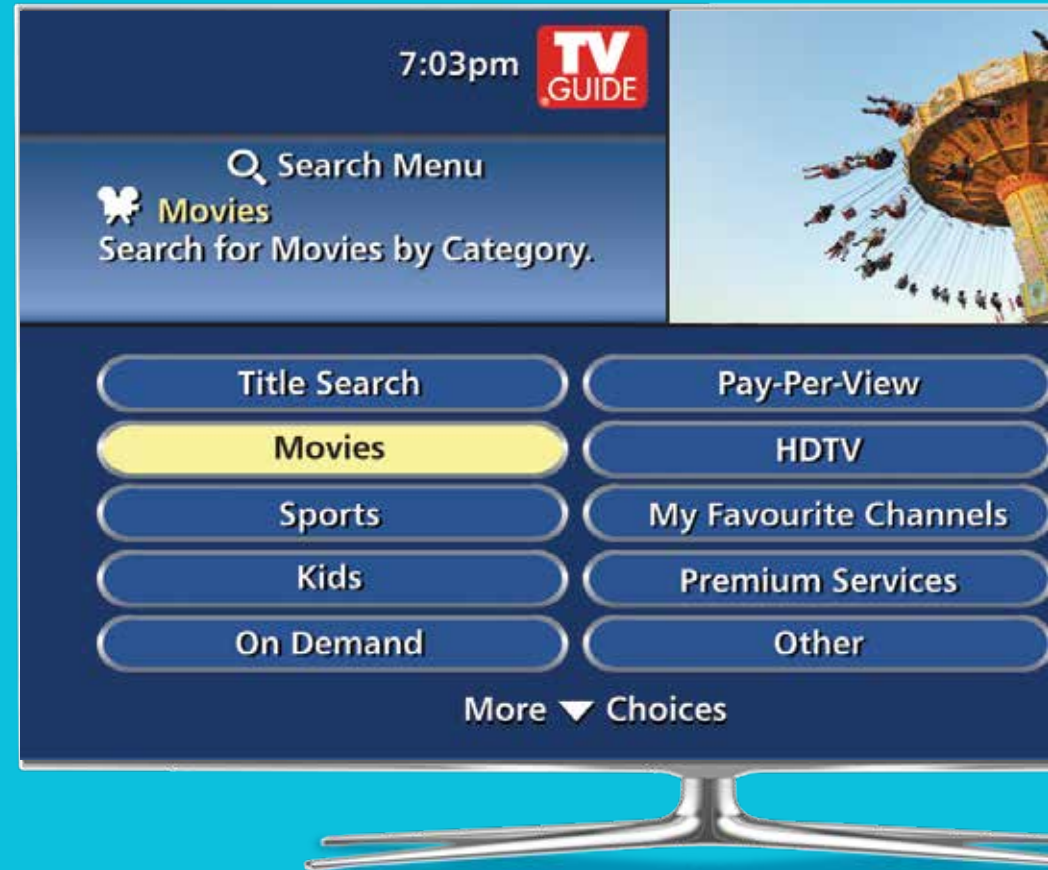 7:03pm
TV
GUIDE
Search Menu
Movies
Search for Movies by Category.
Title Search
Pay-Per-View
Movies
HDTV
Sports
My Favourite Channels
Kids
Premium Services
On Demand
Other
More Choices